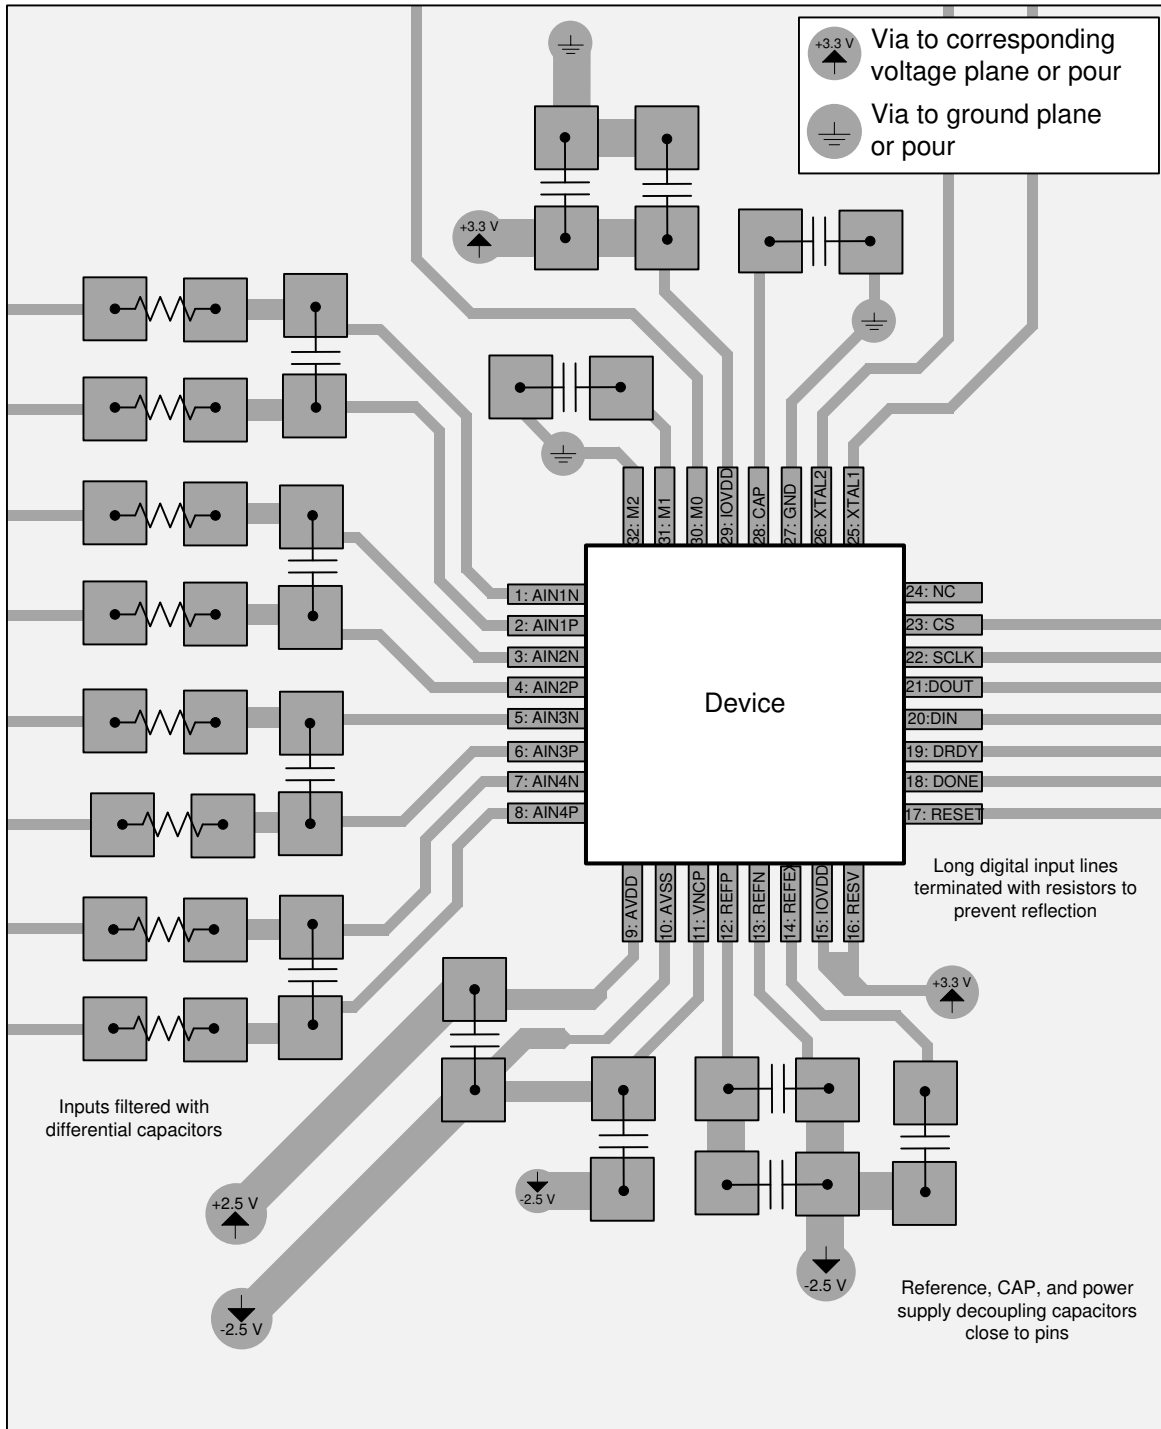 +3.3 V
Via to corresponding
voltage plane or pour
Via to ground plane
or pour
+3.3 V
32: M2
31: M1
30: M0
29: IOVDD
28: CAP
27: GND
26: XTAL2
25: XTAL1
1: AIN1N
2: AIN1P
3: AIN2N
4: AIN2P
5: AIN3N
6: AIN3P
7: AIN4N
8: AIN4P
Device
24: NC
23: CS
22: SCLK
21:DOUT
20:DIN
19: DRDY
18: DONE
17: RESET
9: AVDD
10: AVSS
11: VNCP
12: REFP
13: REFN
14: REFEX
15: IOVDD
16: RESV
Long digital input lines
terminated with resistors to
prevent reflection
+3.3 V
Inputs filtered with
differential capacitors
+2.5 V
-2.5 V
-2.5 V
-2.5 V
Reference, CAP, and power
supply decoupling capacitors
close to pins